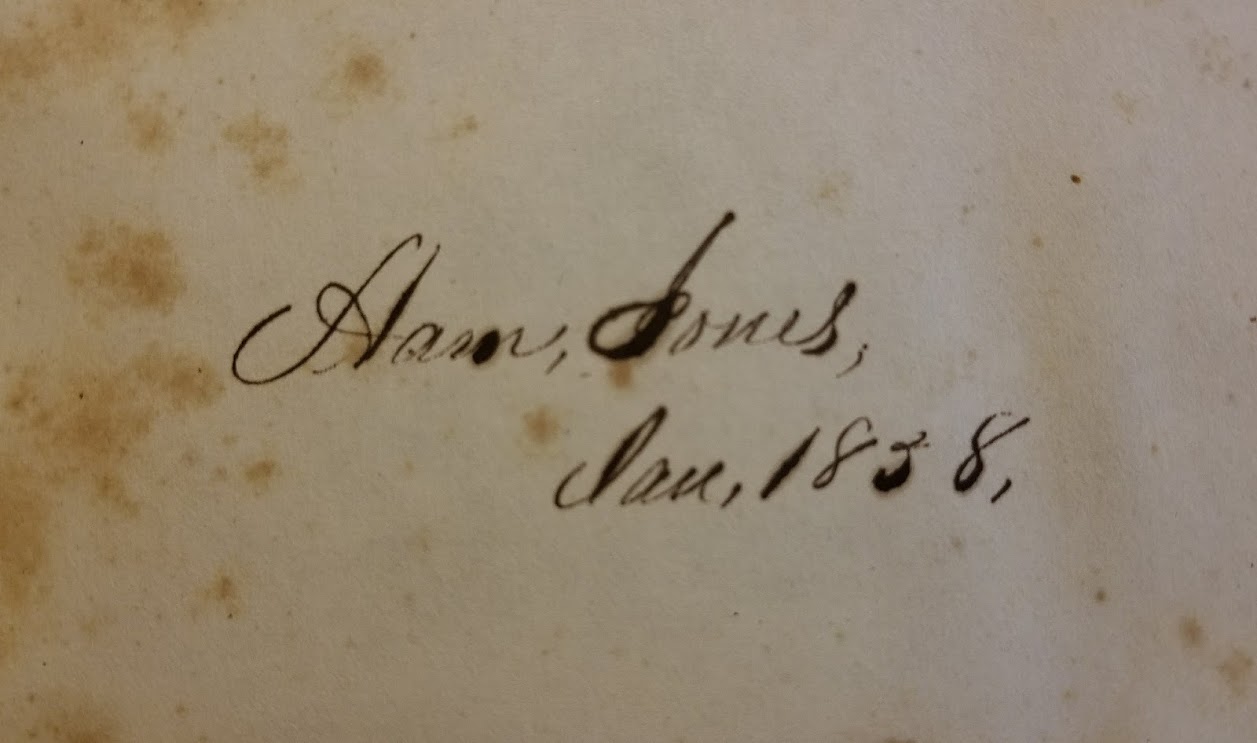 Ham, Jones,
Jan, 1858,